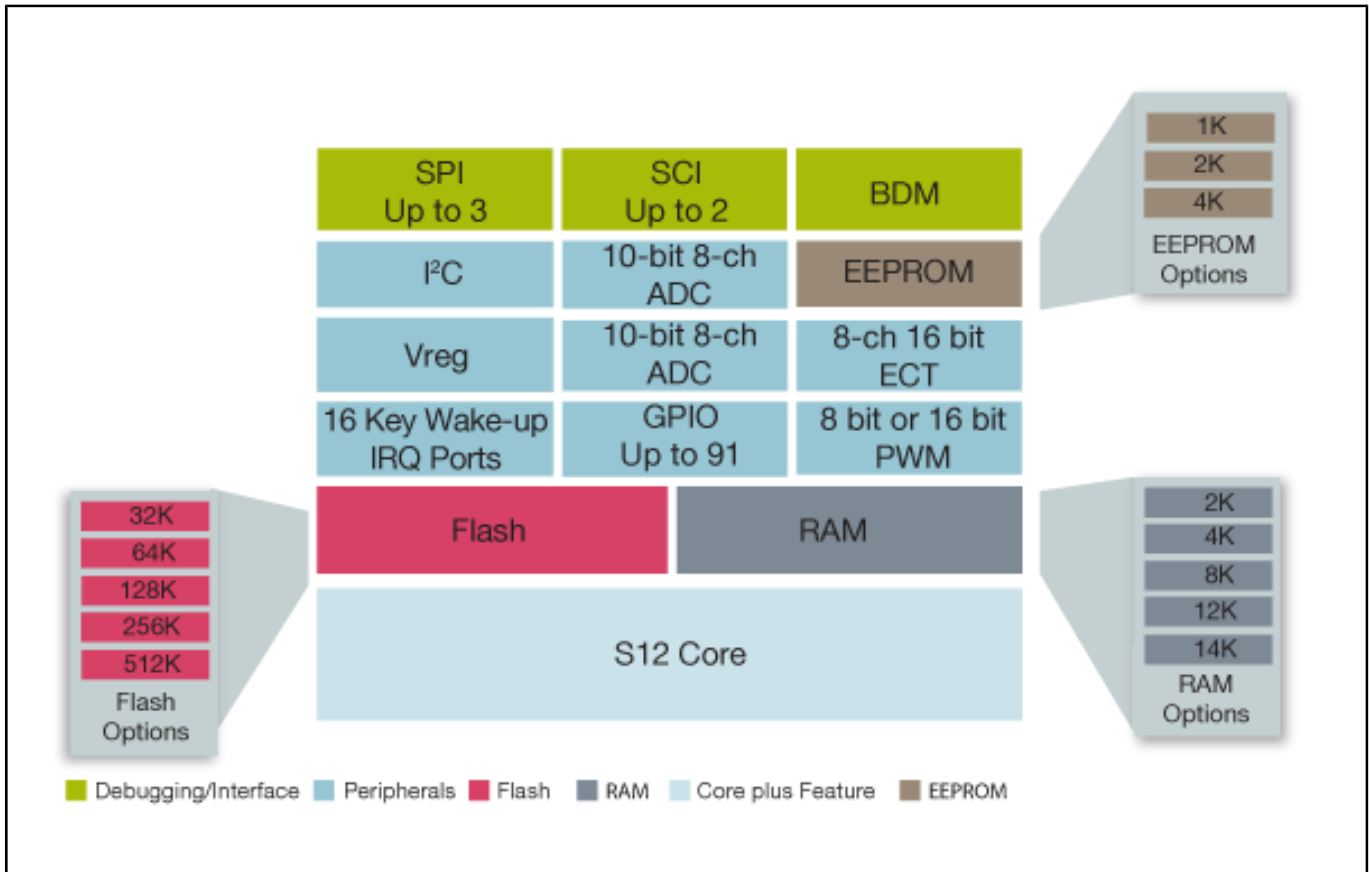 SPI
Up to 3
SCI
Up to 2
BDM
I²C
10-bit 8-ch
ADC
EEPROM
Vreg
10-bit 8-ch
ADC
8-ch 16 bit
ECT
16 Key Wake-up
IRQ Ports
GPIO
Up to 91
8 bit or 16 bit
PWM
Flash
RAM
S12 Core
1K
2K
4K
EEPROM
Options
32K
64K
128K
256K
512K
Flash
Options
2K
4K
8K
12K
14K
RAM
Options
Debugging/Interface
Peripherals
Flash
RAM
Core plus Feature
EEPROM